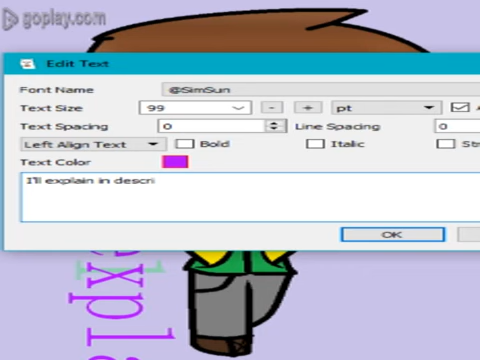 goplay.com
Edit Text
Font Name @SimSun
Text Size 99 - + pt
Text Spacing 0 Line Spacing 0
Left Align Text Bold Italic
Text Color
I'll explain in descri
OK